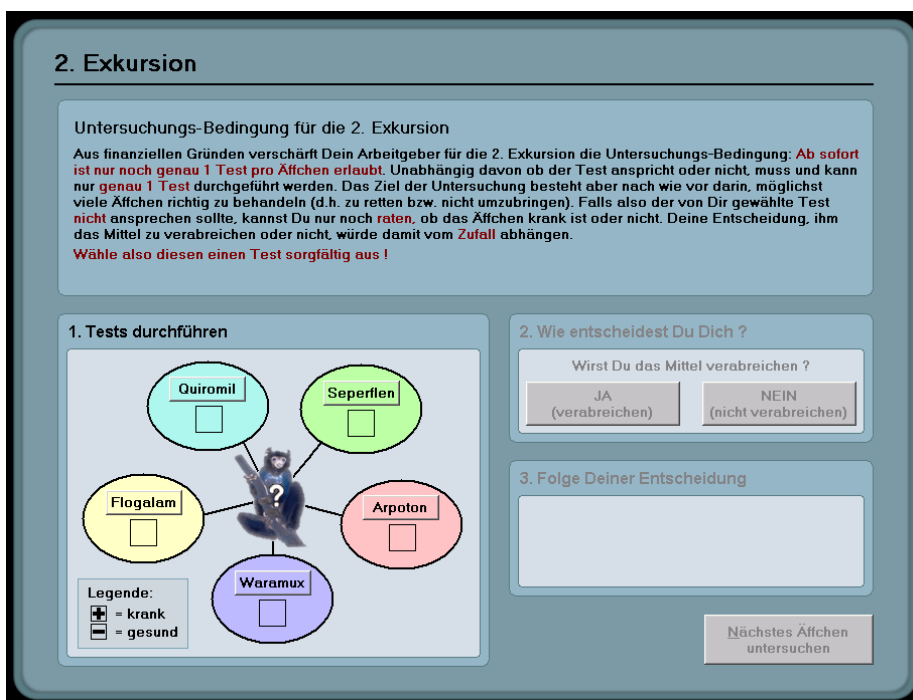 2. Exkursion
Untersuchungs-Bedingung für die 2. Exkursion
Aus finanziellen Gründen verschärft Dein Arbeitgeber für die 2. Exkursion die Untersuchungs-Bedingung: Ab sofort
ist nur noch genau 1 Test pro Äffchen erlaubt. Unabhängig davon ob der Test anspricht oder nicht, muss und kann
nur genau 1 Test durchgeführt werden. Das Ziel der Untersuchung besteht aber nach wie vor darin, möglichst
viele Äffchen richtig zu behandeln (d.h. zu retten bzw. nicht umzubringen). Falls also der von Dir gewählte Test
nicht ansprechen sollte, kannst Du nur noch raten, ob das Äffchen krank ist oder nicht. Deine Entscheidung, ihm
das Mittel zu verabreichen oder nicht, würde damit vom Zufall abhängen.
Wähle also diesen einen Test sorgfältig aus !
1. Tests durchführen
Quiromil
Seperflen
Flogalam
?
Arpoton
Waramux
Legende:
+ = krank
− = gesund
2. Wie entscheidest Du Dich ?
Wirst Du das Mittel verabreichen ?
JA
(verabreichen)
NEIN
(nicht verabreichen)
3. Folge Deiner Entscheidung
Nächstes Äffchen
untersuchen